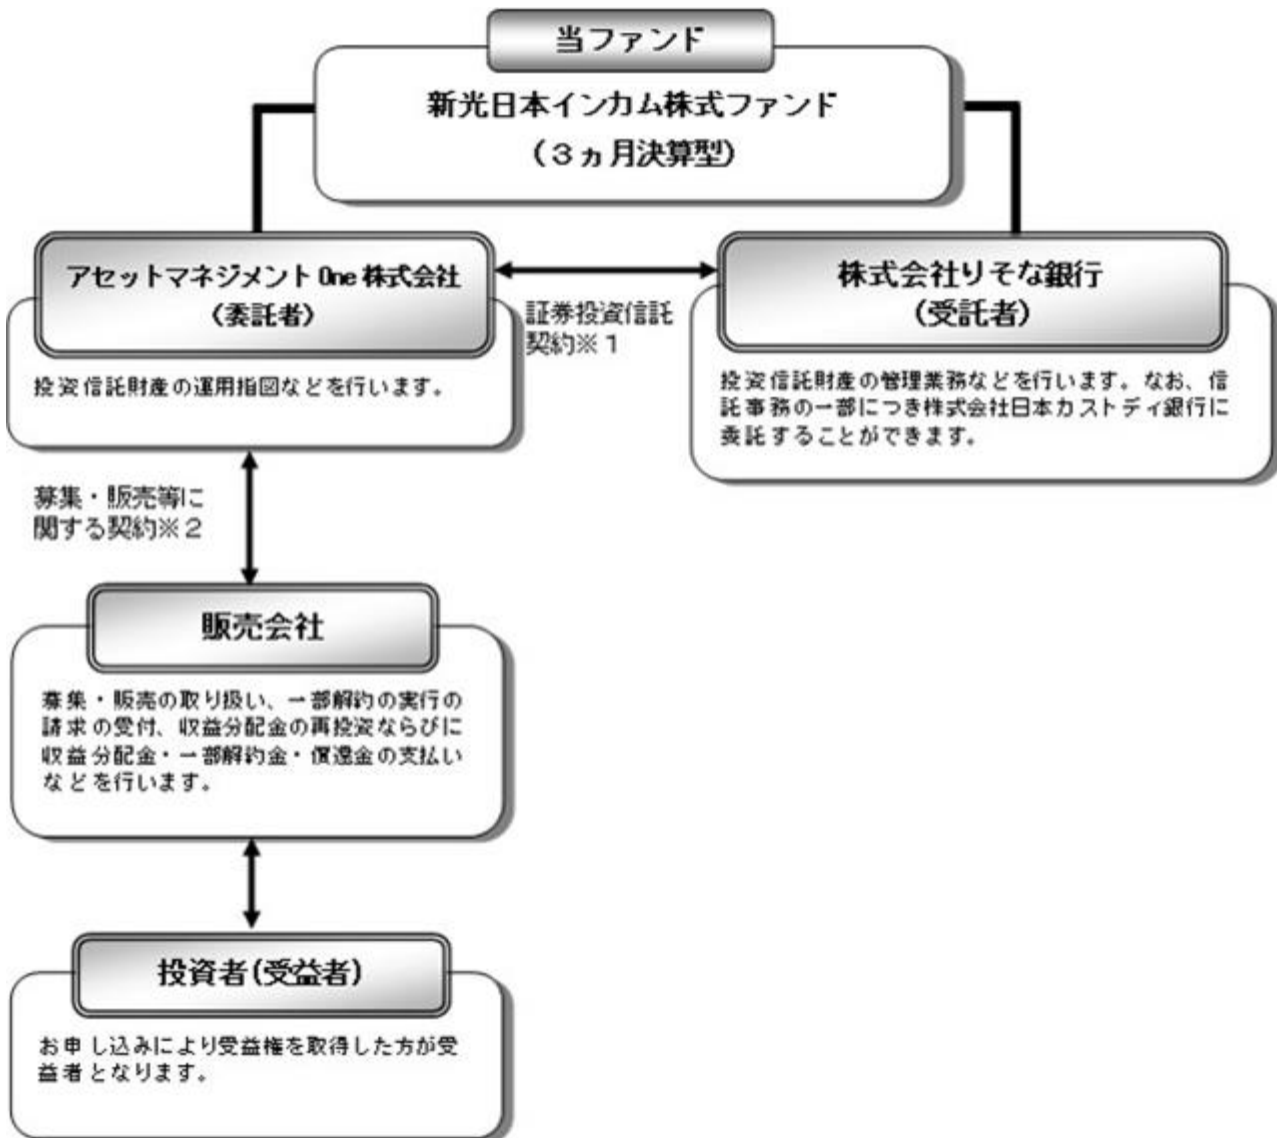 当ファンド
新光日本インカム株式ファンド
（３ヵ月決算型）
アセットマネジメント One 株式会社
（委託者）
投資信託財産の運用指図などを行います。
証券投資信託
契約※１
株式会社りそな銀行
（受託者）
投資信託財産の管理業務などを行います。なお、信
託事務の一部につき株式会社日本カストディ銀行に
委託することができます。
募集・販売等に
関する契約※２
販売会社
募集・販売の取り扱い、一部解約の実行の
請求の受付、収益分配金の再投資ならびに
収益分配金・一部解約金・償還金の支払い
などを行います。
投資者(受益者)
お申し込みにより受益権を取得した方が受
益者となります。